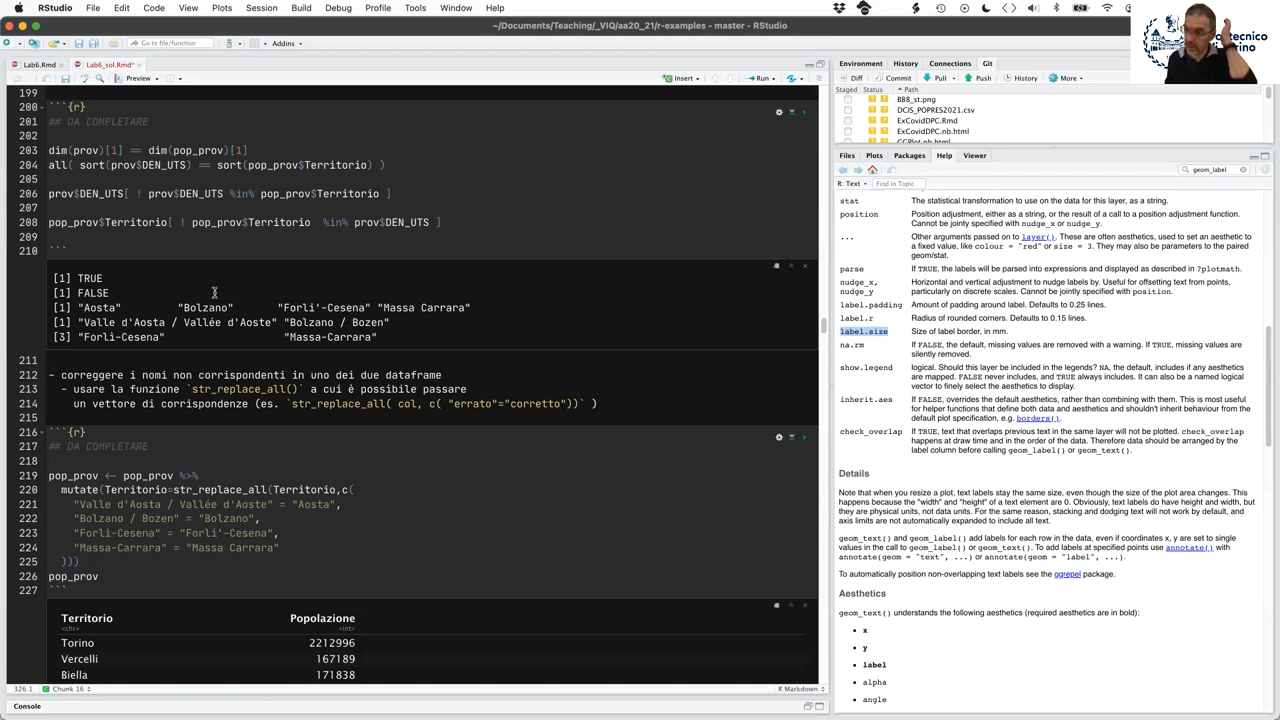 RStudio File Edit Code View Plots Session Build Debug Profile Tools Window Help
~/Documents/Teaching/_VIQ/aa20_21/r-examples - master - RStudio
Go to file/function Addins
Lab6.Rmd Lab6_sol.Rmd*
Preview Insert Run
199
200 ```{r}
201 ## DA COMPLETARE
202
203 dim(prov)[1] == dim(pop_prov)[1]
204 all( sort(prov$DEN_UTS) == sort(pop_prov$Territorio) )
205
206 prov$DEN_UTS[ ! prov$DEN_UTS %in% pop_prov$Territorio ]
207
208 pop_prov$Territorio[ ! pop_prov$Territorio %in% prov$DEN_UTS ]
209
210 ```
[1] TRUE
[1] FALSE
[1] "Aosta" "Bolzano" "Forli'-Cesena" "Massa Carrara"
[1] "Valle d'Aosta / Vallée d'Aoste" "Bolzano / Bozen"
[3] "Forlì-Cesena" "Massa-Carrara"
211
212 - correggere i nomi non corrispondenti in uno dei due dataframe
213 - usare la funzione `str_replace_all()` in cui è possibile passare
214 un vettore di corrispondenze (es. `str_replace_all( col, c( "errato"="corretto"))` )
215
216 ```{r}
217 ## DA COMPLETARE
218
219 pop_prov <- pop_prov %>%
220 mutate(Territorio=str_replace_all(Territorio,c(
221 "Valle d'Aosta / Vallée d'Aoste" = "Aosta",
222 "Bolzano / Bozen" = "Bolzano",
223 "Forlì-Cesena" = "Forli'-Cesena",
224 "Massa-Carrara" = "Massa Carrara"
225 )))
226 pop_prov
227 ```
Territorio Popolazione
<chr> <int>
Torino 2212996
Vercelli 167189
Biella 171838
326:1 Chunk 16 R Markdown
Console
Environment History Connections Git
Diff Commit Pull Push History More
Staged Status Path
BB8_st.png
DCIS_POPRES2021.csv
ExCovidDPC.Rmd
ExCovidDPC.nb.html
GGPlot.nb.html
Files Plots Packages Help Viewer
geom_label
R: Text Find in Topic
stat The statistical transformation to use on the data for this layer, as a string.
position Position adjustment, either as a string, or the result of a call to a position adjustment function.
Cannot be jointly specified with nudge_x or nudge_y.
... Other arguments passed on to layer(). These are often aesthetics, used to set an aesthetic to
a fixed value, like colour = "red" or size = 3. They may also be parameters to the paired
geom/stat.
parse If TRUE, the labels will be parsed into expressions and displayed as described in ?plotmath.
nudge_x, Horizontal and vertical adjustment to nudge labels by. Useful for offsetting text from points,
nudge_y particularly on discrete scales. Cannot be jointly specified with position.
label.padding Amount of padding around label. Defaults to 0.25 lines.
label.r Radius of rounded corners. Defaults to 0.15 lines.
label.size Size of label border, in mm.
na.rm If FALSE, the default, missing values are removed with a warning. If TRUE, missing values are
silently removed.
show.legend logical. Should this layer be included in the legends? NA, the default, includes if any aesthetics
are mapped. FALSE never includes, and TRUE always includes. It can also be a named logical
vector to finely select the aesthetics to display.
inherit.aes If FALSE, overrides the default aesthetics, rather than combining with them. This is most useful
for helper functions that define both data and aesthetics and shouldn't inherit behaviour from the
default plot specification, e.g. borders().
check_overlap If TRUE, text that overlaps previous text in the same layer will not be plotted. check_overlap
happens at draw time and in the order of the data. Therefore data should be arranged by the
label column before calling geom_label() or geom_text().
Details
Note that when you resize a plot, text labels stay the same size, even though the size of the plot area changes. This
happens because the "width" and "height" of a text element are 0. Obviously, text labels do have height and width, but
they are physical units, not data units. For the same reason, stacking and dodging text will not work by default, and
axis limits are not automatically expanded to include all text.
geom_text() and geom_label() add labels for each row in the data, even if coordinates x, y are set to single
values in the call to geom_label() or geom_text(). To add labels at specified points use annotate() with
annotate(geom = "text", ...) or annotate(geom = "label", ...).
To automatically position non-overlapping text labels see the ggrepel package.
Aesthetics
geom_text() understands the following aesthetics (required aesthetics are in bold):
x
y
label
alpha
angle